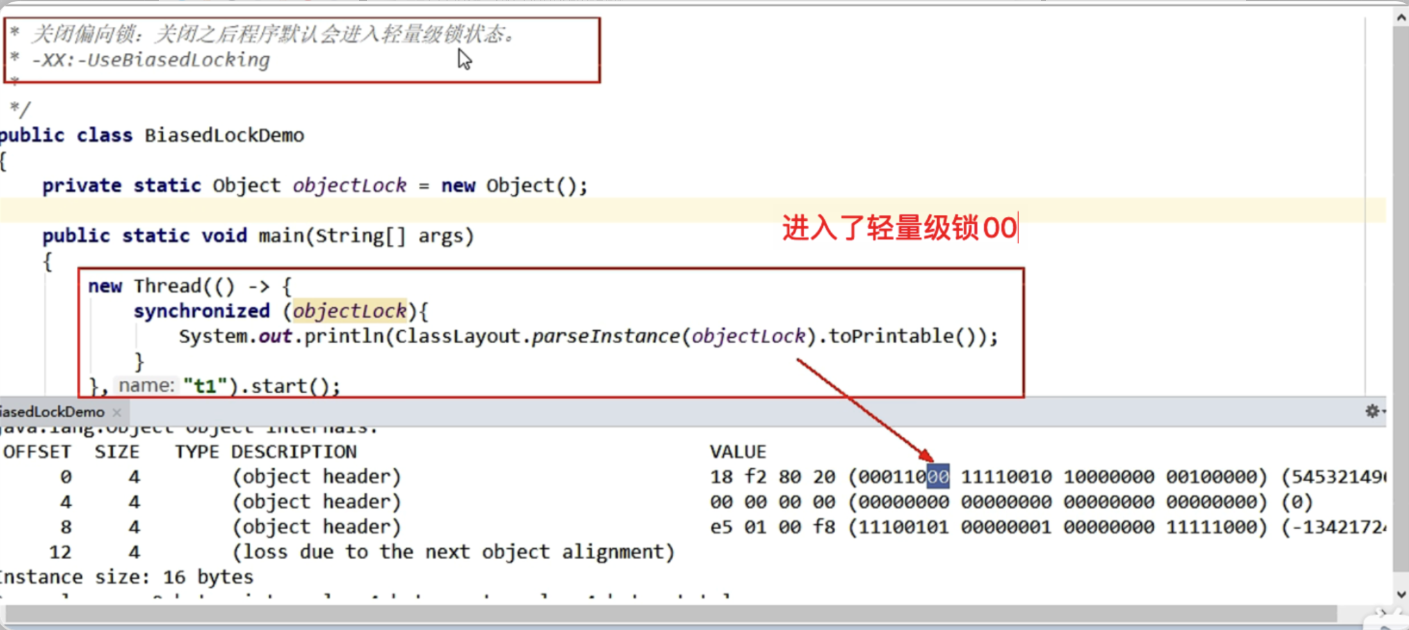 * 关闭偏向锁：关闭之后程序默认会进入轻量级锁状态。
* -XX:-UseBiasedLocking
*
*/
public class BiasedLockDemo
{
private static Object objectLock = new Object();
进入了轻量级锁00
public static void main(String[] args)
{
new Thread(() -> {
synchronized (objectLock){
System.out.println(ClassLayout.parseInstance(objectLock).toPrintable());
}
}, name: "t1").start();
iasedLockDemo ×
java.lang.Object object internals:
OFFSET SIZE TYPE DESCRIPTION VALUE
0 4 (object header) 18 f2 80 20 (00011000 11110010 10000000 00100000) (545321496
4 4 (object header) 00 00 00 00 (00000000 00000000 00000000 00000000) (0)
8 4 (object header) e5 01 00 f8 (11100101 00000001 00000000 11111000) (-1342172
12 4 (loss due to the next object alignment)
Instance size: 16 bytes